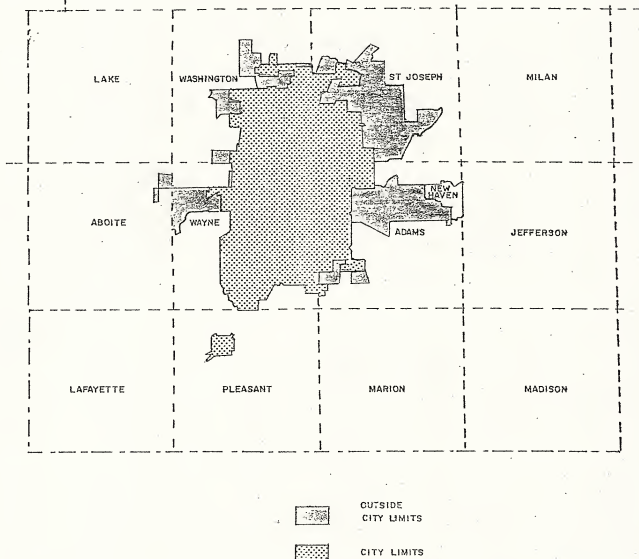 LAKE
WASHINGTON
ST JOSEPH
MILAN
ABOITE
WAYNE
NEW
HAVEN
ADAMS
JEFFERSON
LAFAYETTE
PLEASANT
MARION
MADISON
OUTSIDE
CITY LIMITS
CITY LIMITS